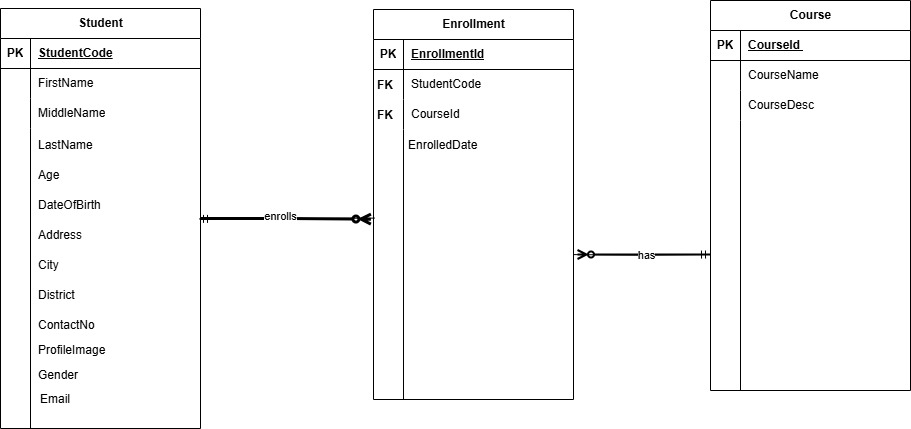 Student
PK StudentCode
FirstName
MiddleName
LastName
Age
DateOfBirth
Address
City
District
ContactNo
ProfileImage
Gender
Email
enrolls
Enrollment
PK EnrollmentId
FK StudentCode
FK CourseId
EnrolledDate
has
Course
PK CourseId
CourseName
CourseDesc